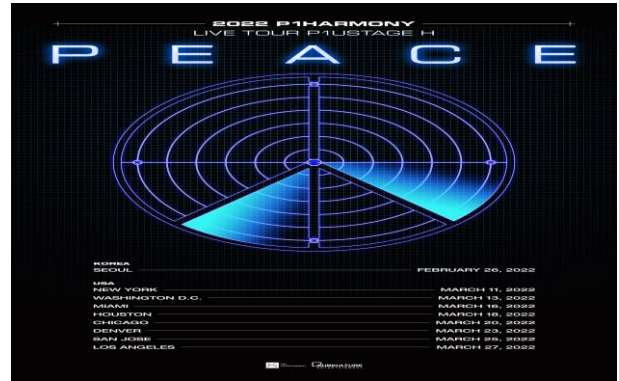 2022 P1HARMONY
LIVE TOUR P1USTAGE H
PEACE
KOREA
SEOUL FEBRUARY 26, 2022
USA
NEW YORK MARCH 11, 2022
WASHINGTON D.C. MARCH 13, 2022
MIAMI MARCH 16, 2022
HOUSTON MARCH 18, 2022
CHICAGO MARCH 20, 2022
DENVER MARCH 23, 2022
SAN JOSE MARCH 25, 2022
LOS ANGELES MARCH 27, 2022